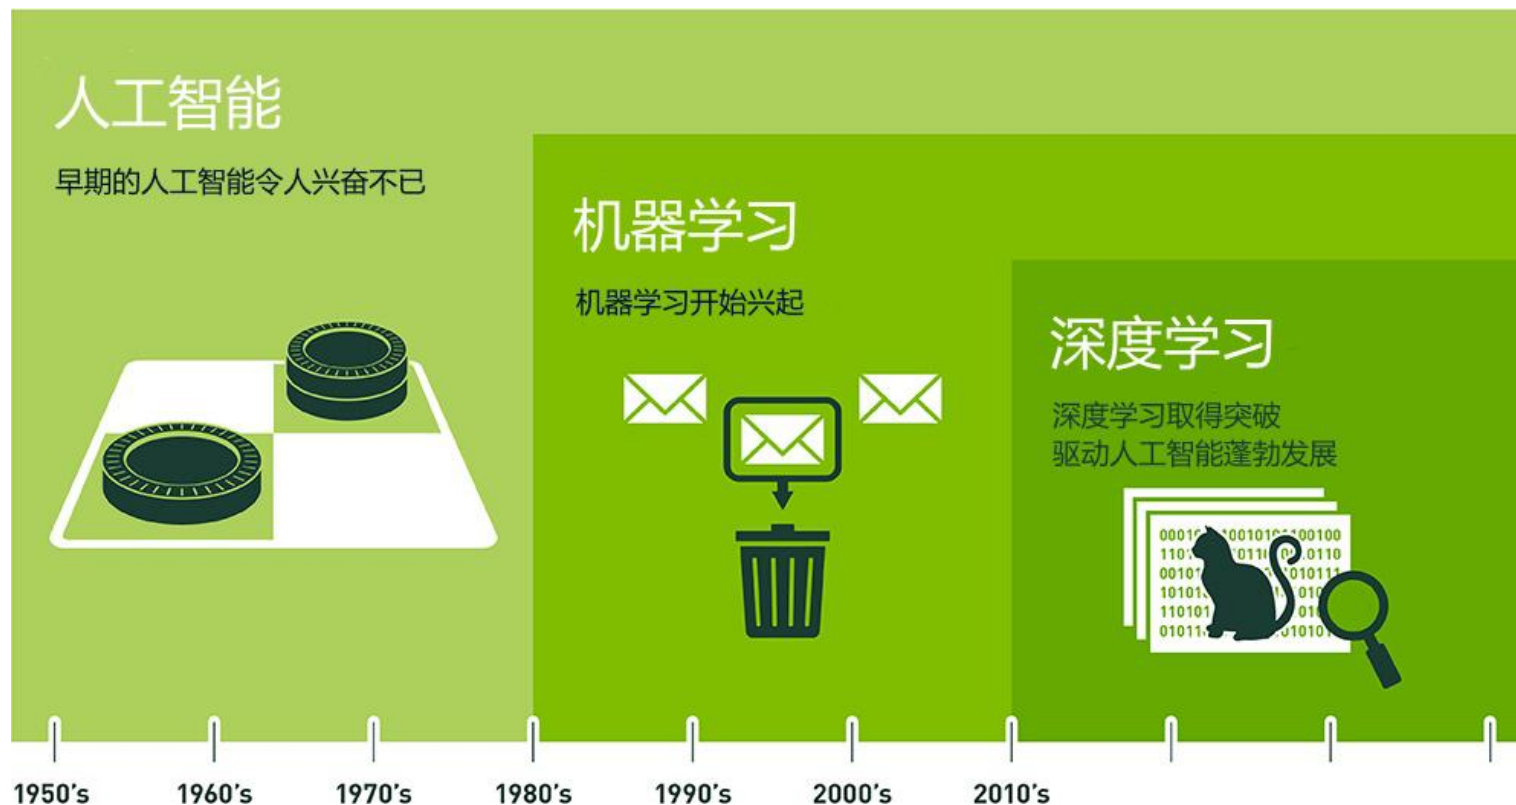 人工智能
早期的人工智能令人兴奋不已
机器学习
机器学习开始兴起
深度学习
深度学习取得突破
驱动人工智能蓬勃发展
1950's
1960's
1970's
1980's
1990's
2000's
2010's